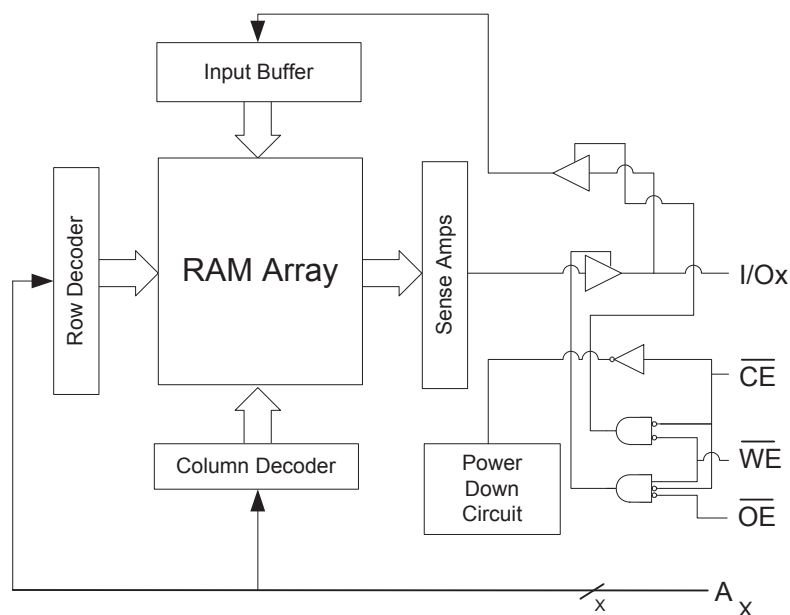 Input Buffer
Row Decoder
RAM Array
Sense Amps
I/Ox
CE
Column Decoder
Power
Down
Circuit
WE
OE
x
A x